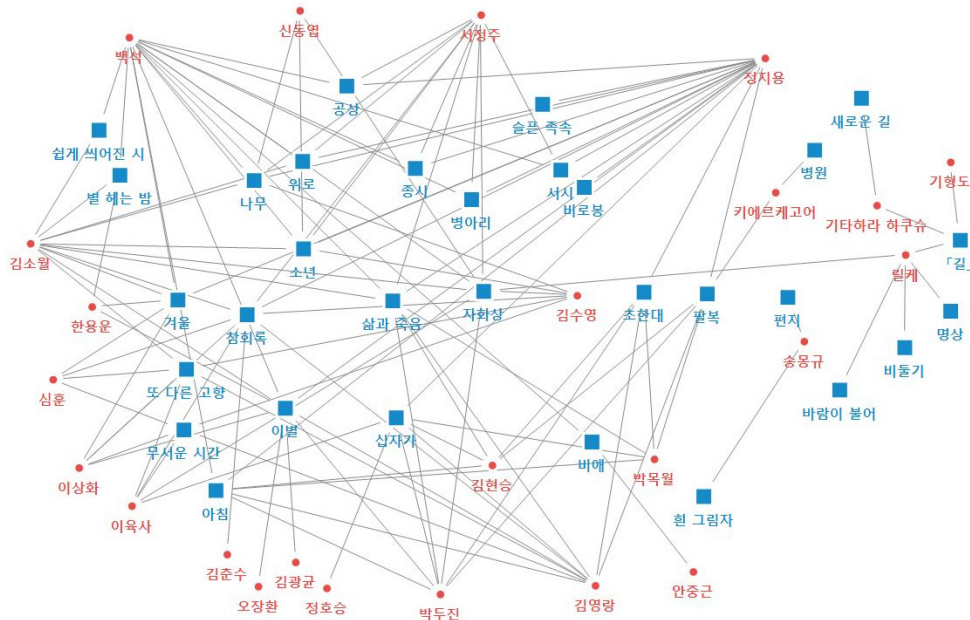 신동엽
서정주
백석
정지용
공상
슬픈 족속
새로운 길
쉽게 씌어진 시
병원
별 헤는 밤
위로
종시
서시
기형도
나무
비로봉
병아리
키에르케고어
기타하라 하쿠슈
김소월
소년
「길」
릴케
한용운
겨울
참회록
삶과 죽음
자화상
김수영
초한대
팔복
편지
명상
송몽규
비둘기
심훈
또 다른 고향
바람이 불어
이별
십자가
무서운 시간
비애
이상화
김현승
박목월
이육사
아침
흰 그림자
김춘수
김광균
오장환
정호승
박두진
김영랑
안중근